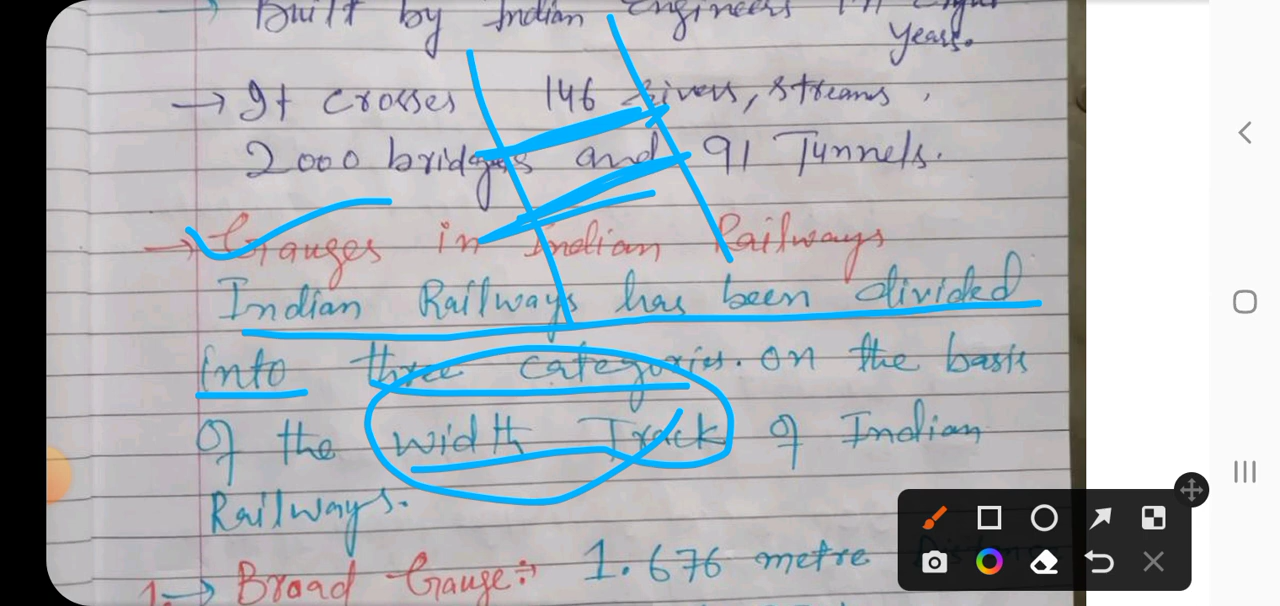 Built by Indian Engineers in Eight
years.
→ It crosses 146 rivers, streams,
2000 bridges and 91 Tunnels.
→ Gauges in Indian Railways
Indian Railways has been divided
into three categories. on the basis
of the width Track of Indian
Railways.
1. → Broad Gauge:- 1.676 metre